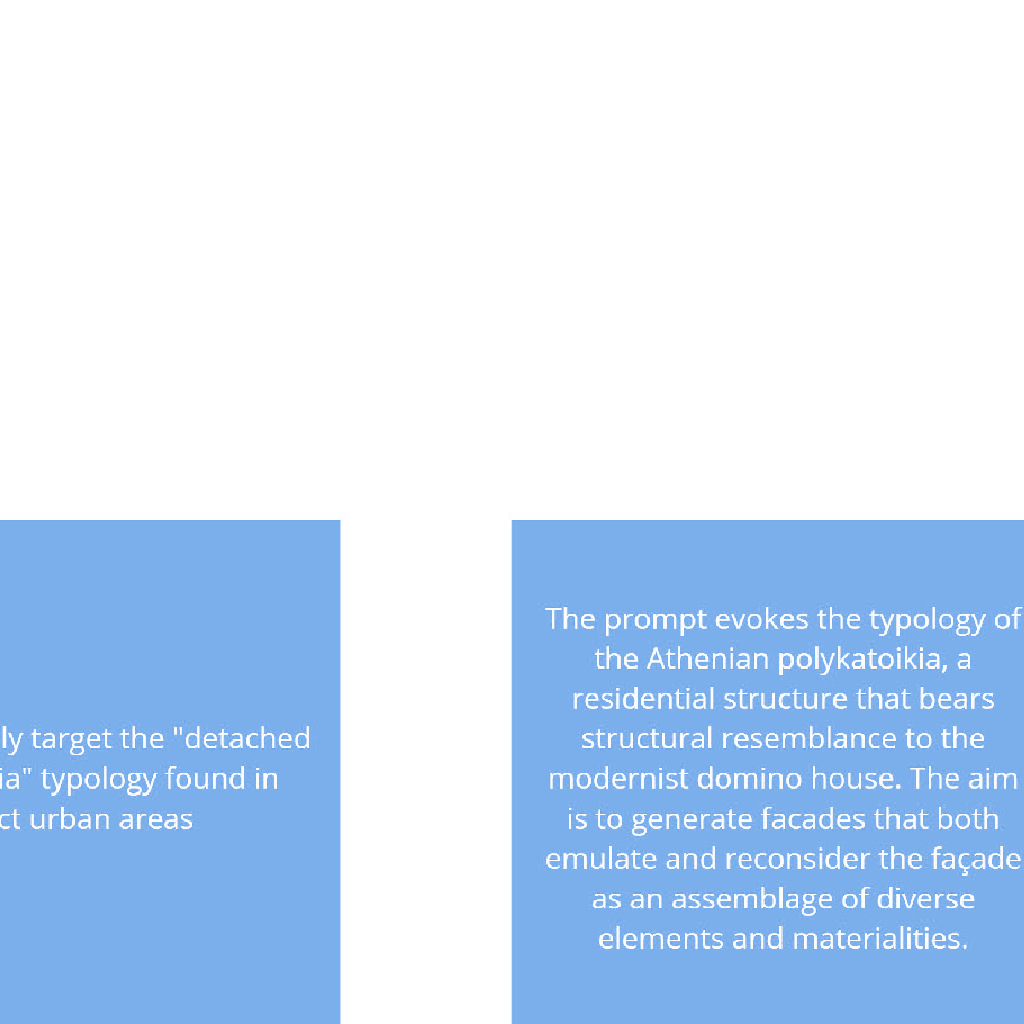 ly target the "detached
ia" typology found in
ct urban areas
The prompt evokes the typology of
the Athenian polykatoikia, a
residential structure that bears
structural resemblance to the
modernist domino house. The aim
is to generate facades that both
emulate and reconsider the façade
as an assemblage of diverse
elements and materialities.